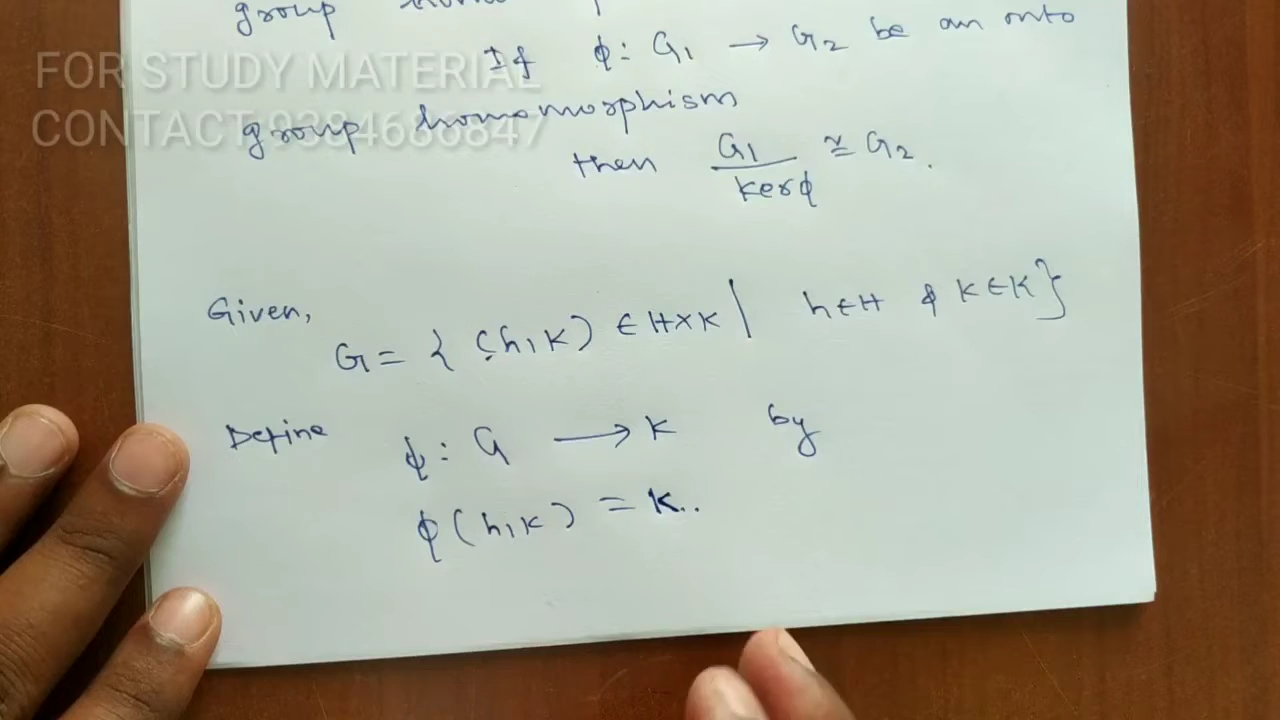 group
If ϕ: G1 → G2 be an onto
FOR STUDY MATERIAL
group homomorphism
CONTACT 9384686847
then G1/kerϕ ≃ G2.
Given,
G = { (h,k) ∈ H×K | h∈H & K∈K}
Define ϕ: G → K by
ϕ(h,k) = K..